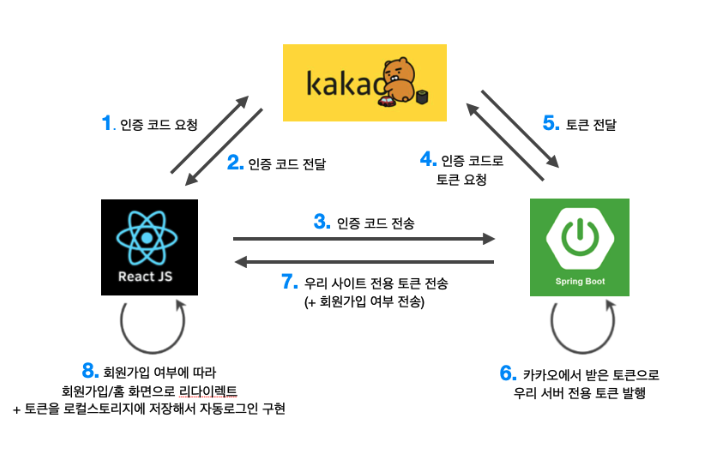 kakao
1. 인증 코드 요청
2. 인증 코드 전달
3. 인증 코드 전송
4. 인증 코드로
토큰 요청
5. 토큰 전달
React JS
Spring Boot
7. 우리 사이트 전용 토큰 전송
(+ 회원가입 여부 전송)
6. 카카오에서 받은 토큰으로
우리 서버 전용 토큰 발행
8. 회원가입 여부에 따라
회원가입/홈 화면으로 리다이렉트
+ 토큰을 로컬스토리지에 저장해서 자동로그인 구현